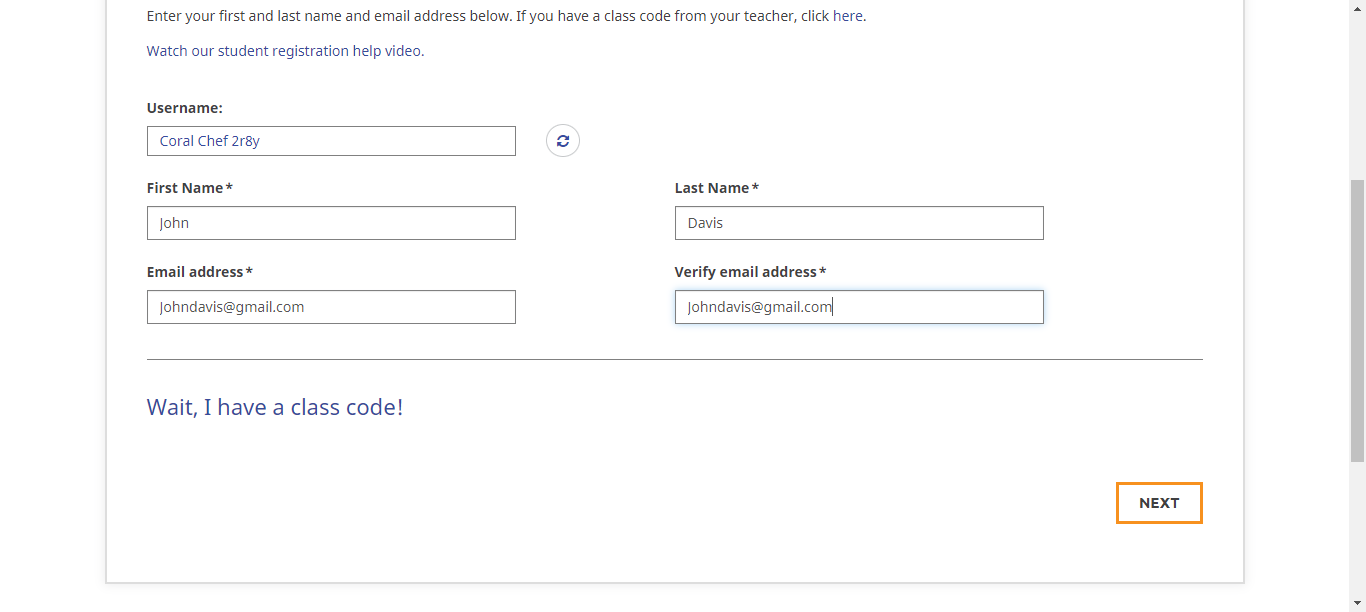 Enter your first and last name and email address below. If you have a class code from your teacher, click here.
Watch our student registration help video.
Username:
Coral Chef 2r8y
First Name*
Last Name*
John
Davis
Email address*
Verify email address*
Johndavis@gmail.com
Johndavis@gmail.com
Wait, I have a class code!
NEXT